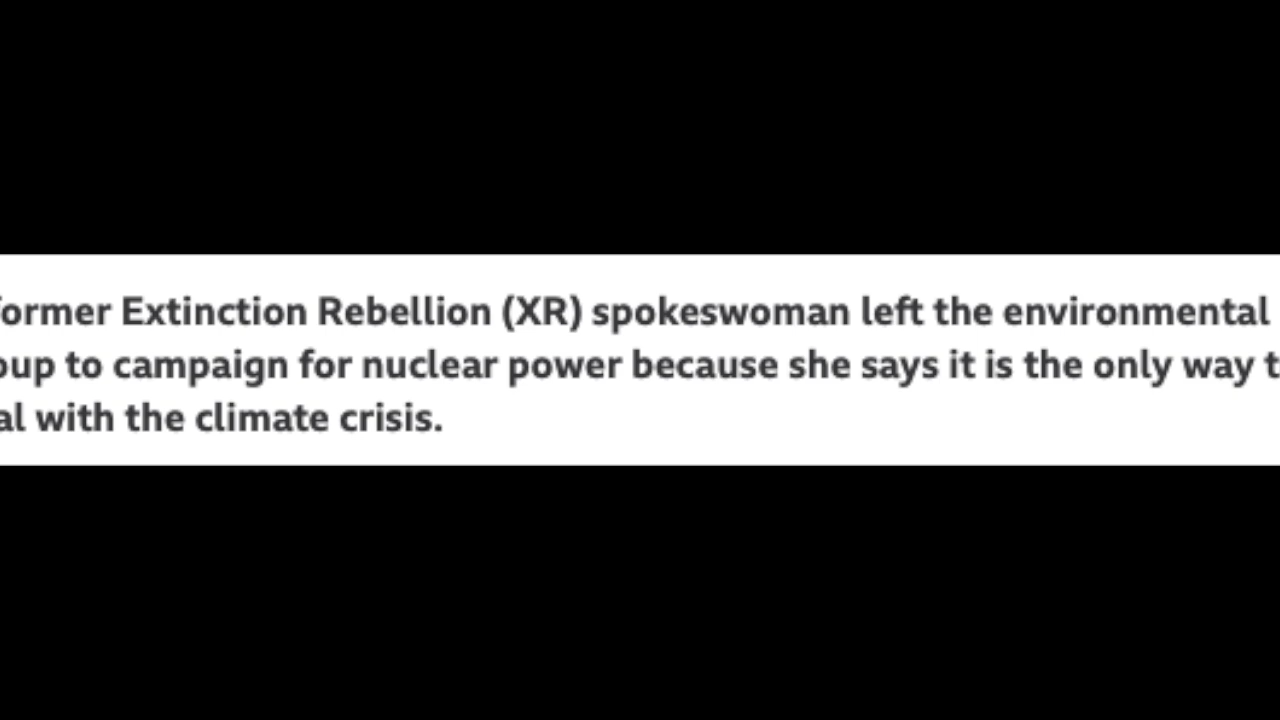 former Extinction Rebellion (XR) spokeswoman left the environmental
oup to campaign for nuclear power because she says it is the only way t
al with the climate crisis.